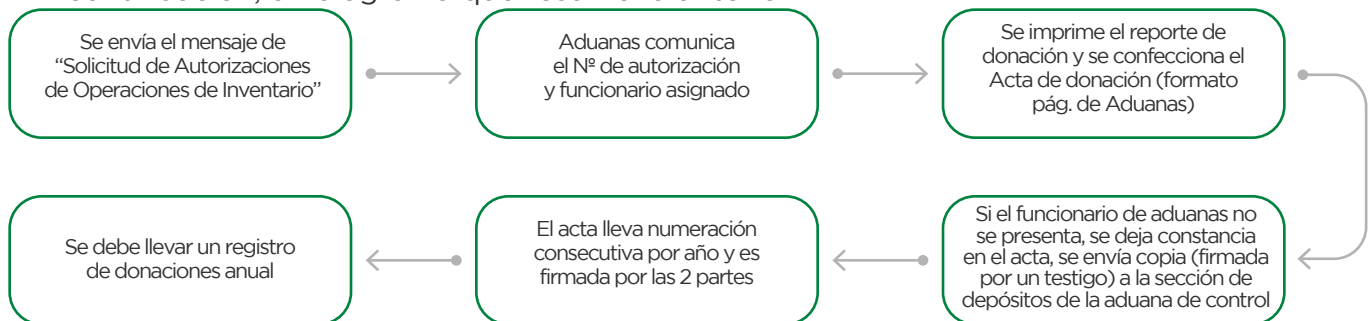 Se envía el mensaje de
“Solicitud de Autorizaciones
de Operaciones de Inventario”
Aduanas comunica
el Nº de autorización
y funcionario asignado
Se imprime el reporte de
donación y se confecciona el
Acta de donación (formato
pág. de Aduanas)
Si el funcionario de aduanas no
se presenta, se deja constancia
en el acta, se envía copia (firmada
por un testigo) a la sección de
depósitos de la aduana de control
El acta lleva numeración
consecutiva por año y es
firmada por las 2 partes
Se debe llevar un registro
de donaciones anual